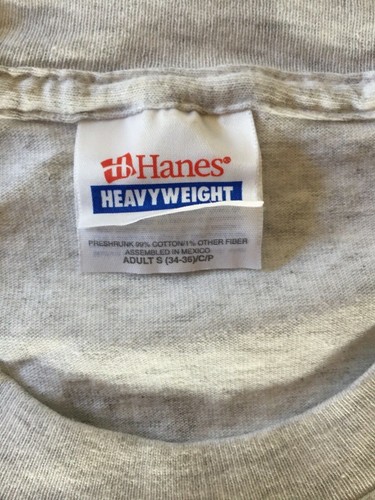 Hanes®
HEAVYWEIGHT
PRESHRUNK 99% COTTON/1% OTHER FIBER
ASSEMBLED IN MEXICO.
ADULT S (34-36)/C/P